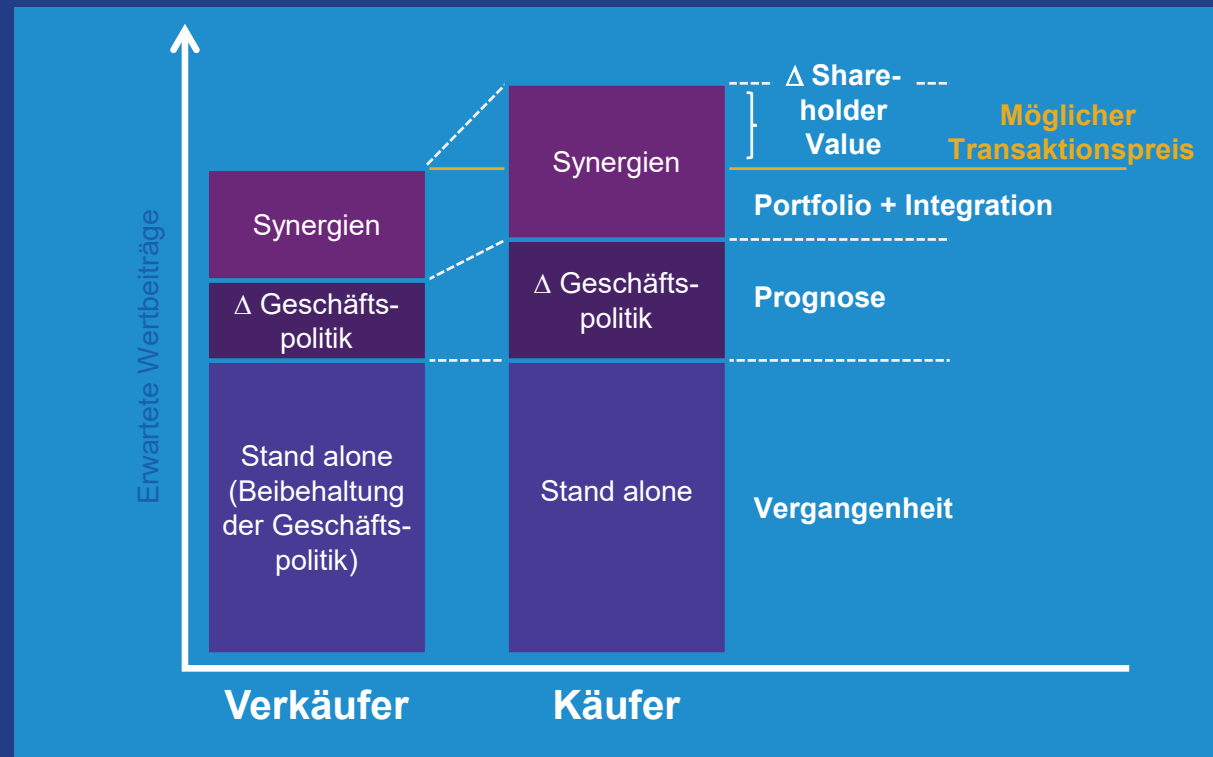 Erwartete Wertbeiträge
Synergien
∆ Geschäfts-
politik
Stand alone
(Beibehaltung
der Geschäfts-
politik)
Verkäufer
Synergien
∆ Geschäfts-
politik
Stand alone
Käufer
∆ Share-
holder
Value
Möglicher
Transaktionspreis
Portfolio + Integration
Prognose
Vergangenheit